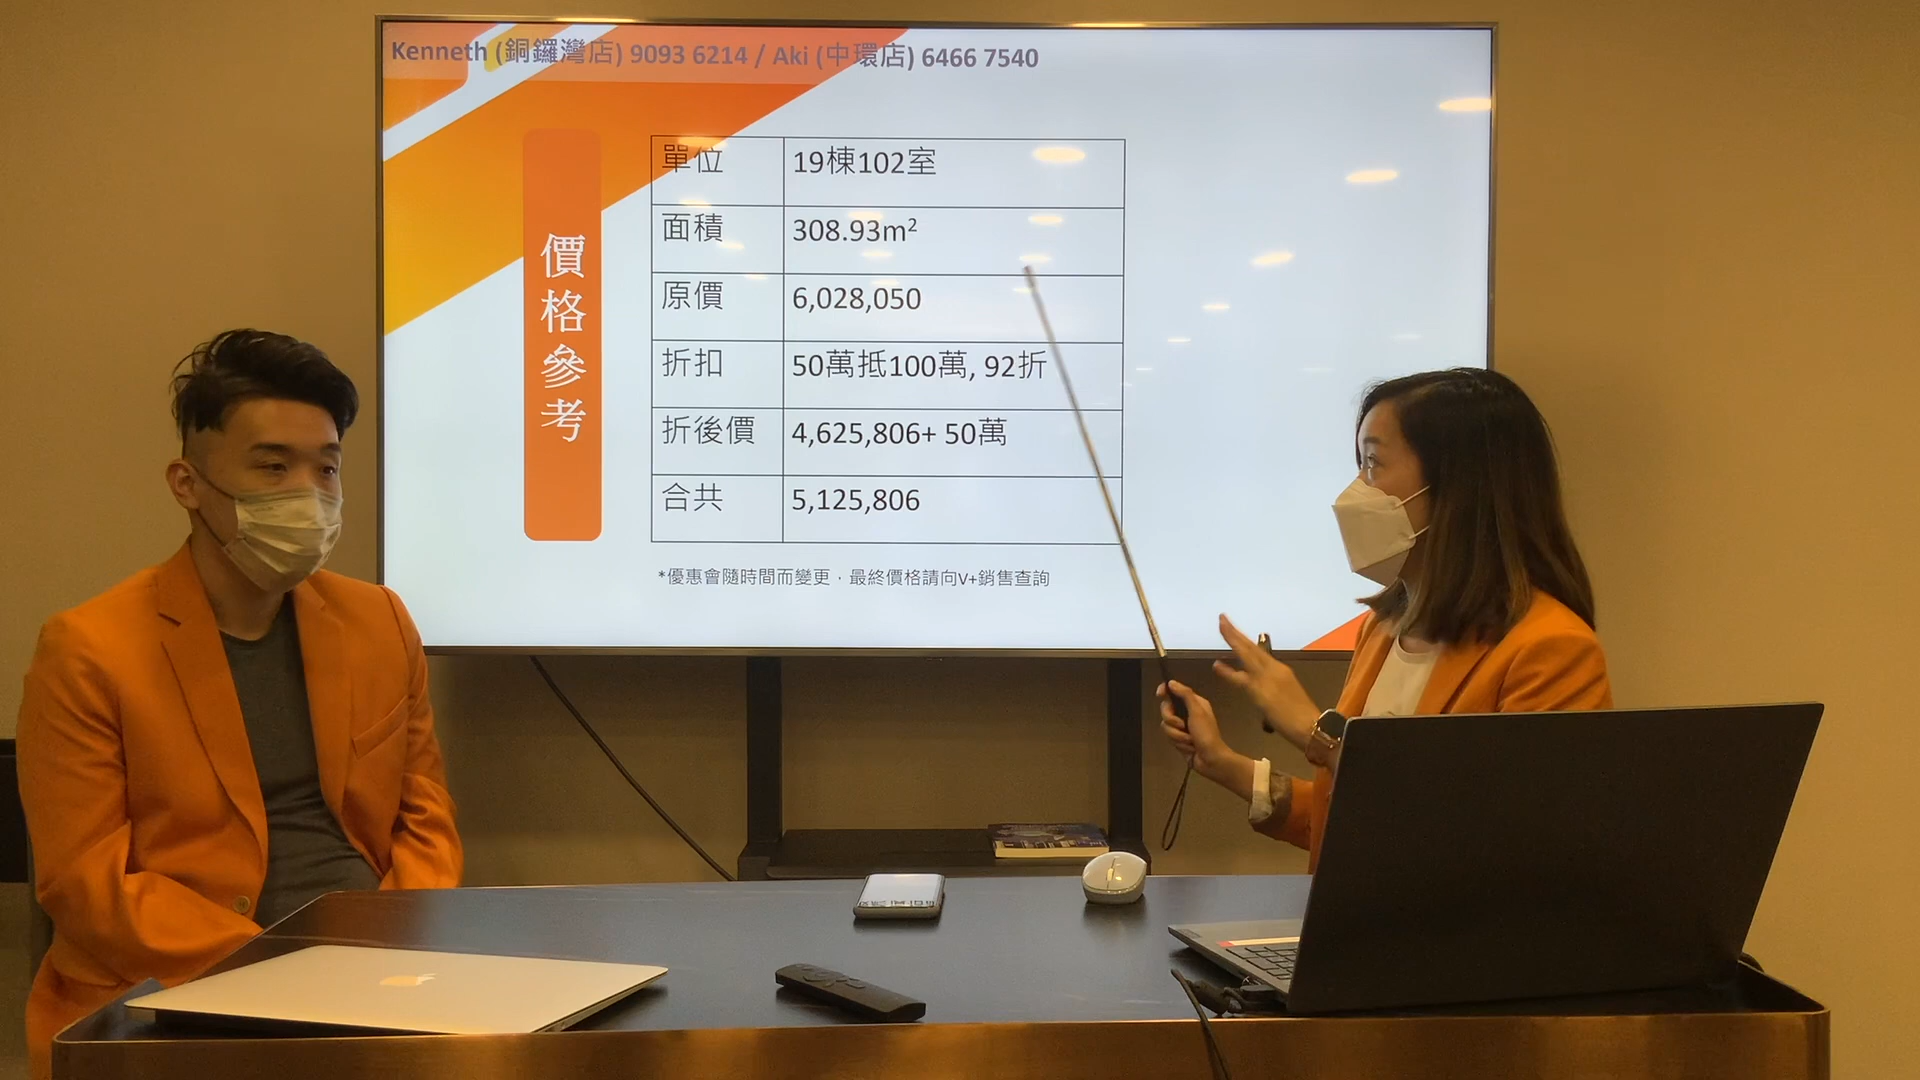 Kenneth (銅鑼灣店) 9093 6214 / Aki (中環店) 6466 7540
價格參考
單位 19棟102室
面積 308.93m²
原價 6,028,050
折扣 50萬抵100萬, 92折
折後價 4,625,806+ 50萬
合共 5,125,806
*優惠會隨時間而變更，最終價格請向V+銷售查詢